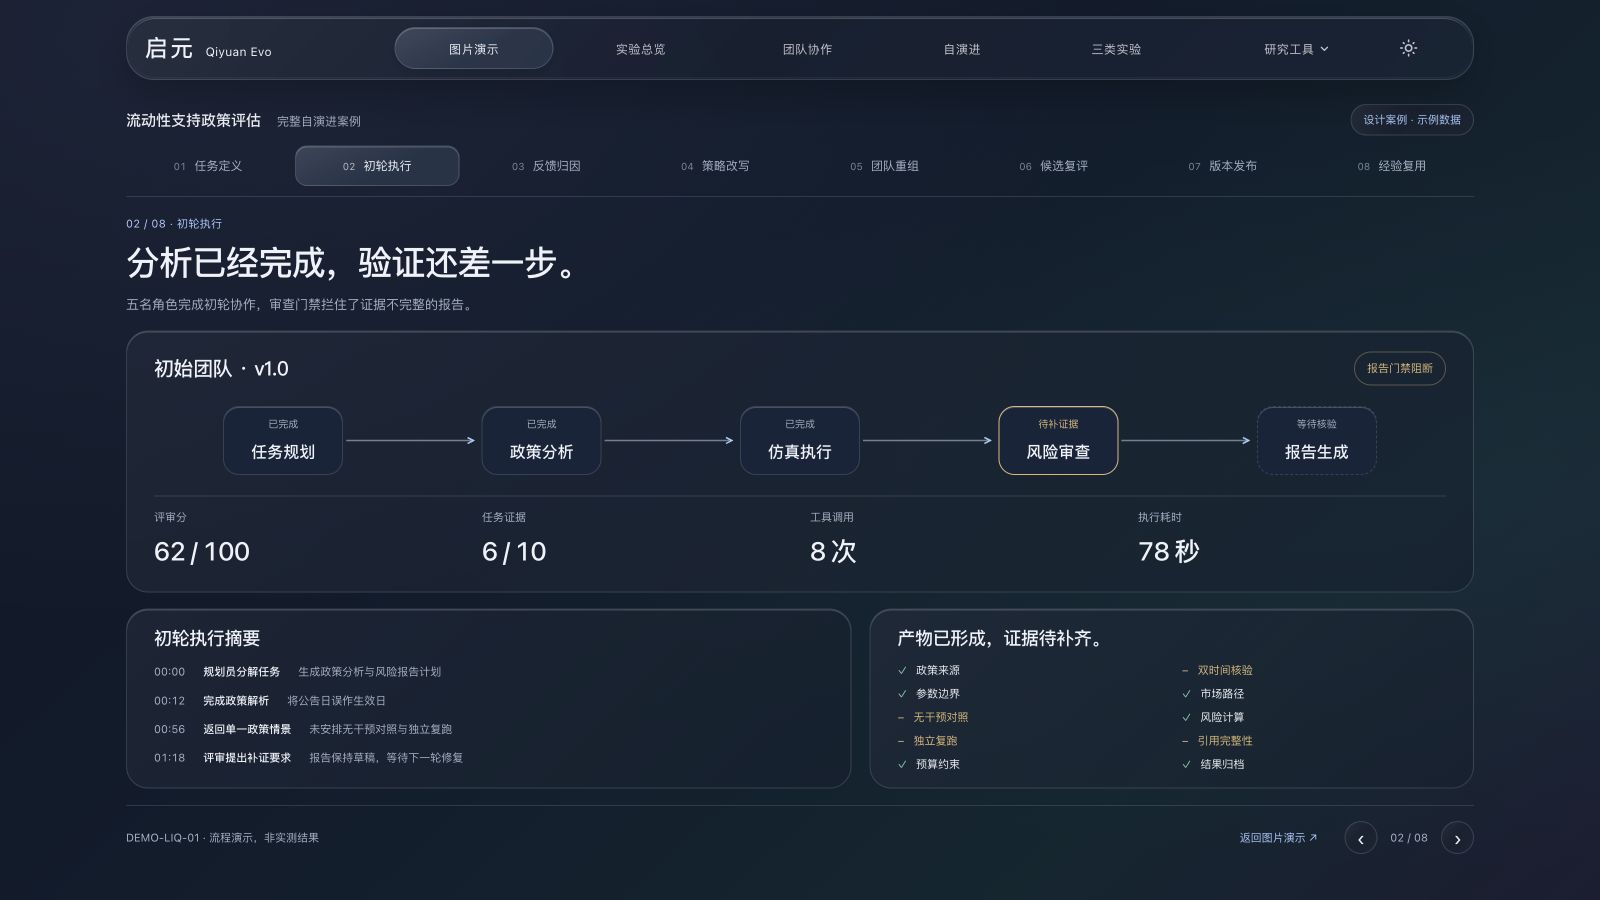 启元 Qiyuan Evo 图片演示 实验总览 团队协作 自演进 三类实验 研究工具
流动性支持政策评估 完整自演进案例 设计案例 · 示例数据
01 任务定义 02 初轮执行 03 反馈归因 04 策略改写 05 团队重组 06 候选复评 07 版本发布 08 经验复用
02 / 08 · 初轮执行
分析已经完成，验证还差一步。
五名角色完成初轮协作，审查门禁拦住了证据不完整的报告。
初始团队 · v1.0 报告门禁阻断
已完成 已完成 已完成 待补证据 等待核验
任务规划 政策分析 仿真执行 风险审查 报告生成
评审分 任务证据 工具调用 执行耗时
62 / 100 6 / 10 8 次 78 秒
初轮执行摘要
00:00 规划员分解任务 生成政策分析与风险报告计划
00:12 完成政策解析 将公告日误作生效日
00:56 返回单一政策情景 未安排无干预对照与独立复跑
01:18 评审提出补证要求 报告保持草稿，等待下一轮修复
产物已形成，证据待补齐。
✓ 政策来源 – 双时间核验
✓ 参数边界 ✓ 市场路径
– 无干预对照 ✓ 风险计算
– 独立复跑 – 引用完整性
✓ 预算约束 ✓ 结果归档
DEMO-LIQ-01 · 流程演示，非实测结果 返回图片演示 ↗ ‹ 02 / 08 ›